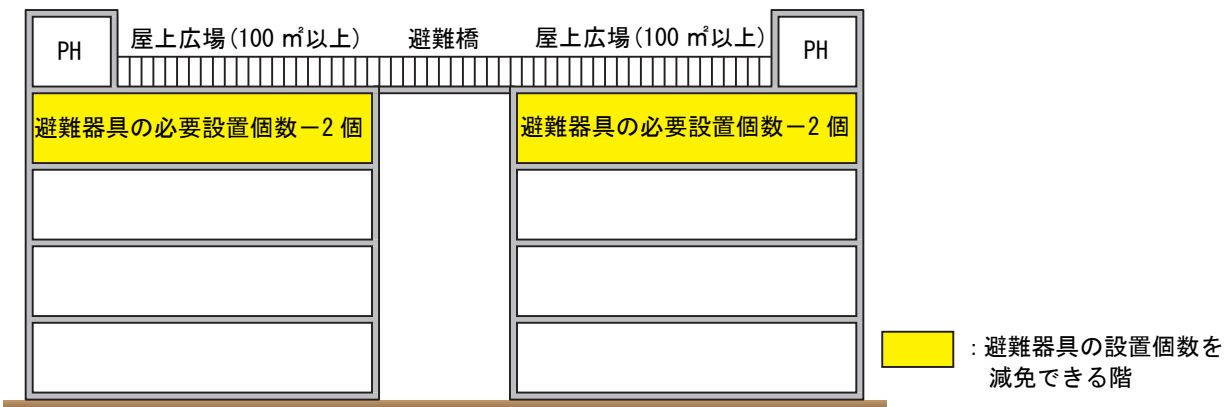 PH
屋上広場(100 ㎡以上)
避難橋
屋上広場(100 ㎡以上)
PH
避難器具の必要設置個数－2 個
避難器具の必要設置個数－2 個
：避難器具の設置個数を
減免できる階